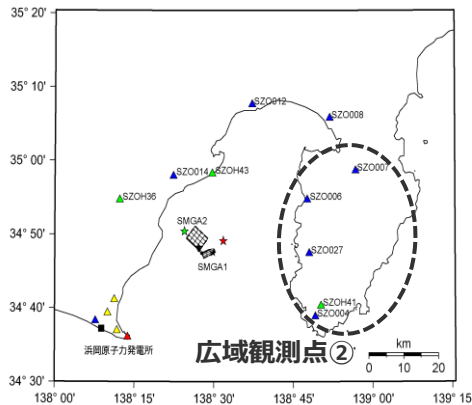 35° 20'
35° 10'
35° 00'
34° 50'
34° 40'
34° 30'
SZO012
SZO008
SZO007
SZO014
SZOH43
SZOH36
SZO006
SMGA2
SMGA1
SZO027
SZOH41
SZO004
浜岡原子力発電所
広域観測点②
km
0 10 20
138° 00' 138° 15' 138° 30' 138° 45' 139° 00' 139° 15'